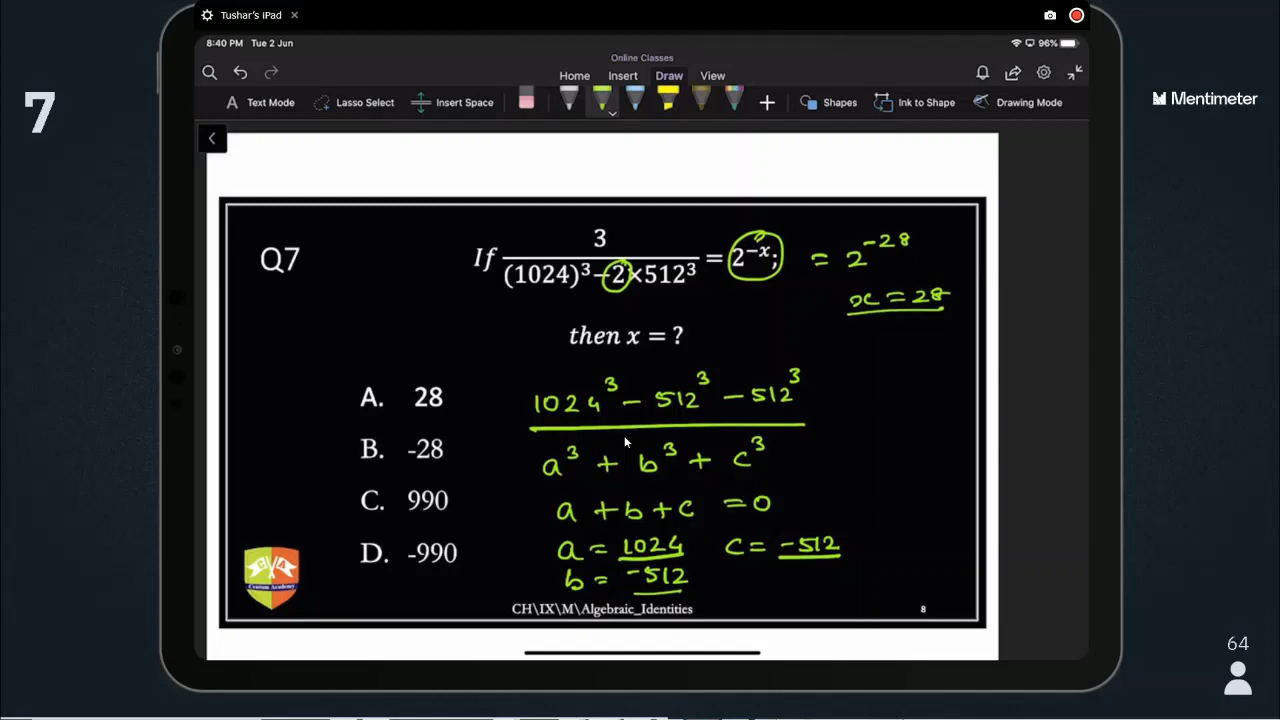 Tushar's iPad ×
7
8:40 PM Tue 2 Jun
96%
Online Classes
Home Insert Draw View
Text Mode Lasso Select Insert Space Shapes Ink to Shape Drawing Mode
Mentimeter
Q7
If 3/((1024)³−2×512³) = 2⁻ˣ; = 2⁻²⁸
x = 28
then x = ?
A. 28
B. -28
C. 990
D. -990
1024³ − 512³ − 512³
a³ + b³ + c³
a + b + c = 0
a = 1024 c = -512
b = -512
CH\IX\M\Algebraic_Identities
8
64